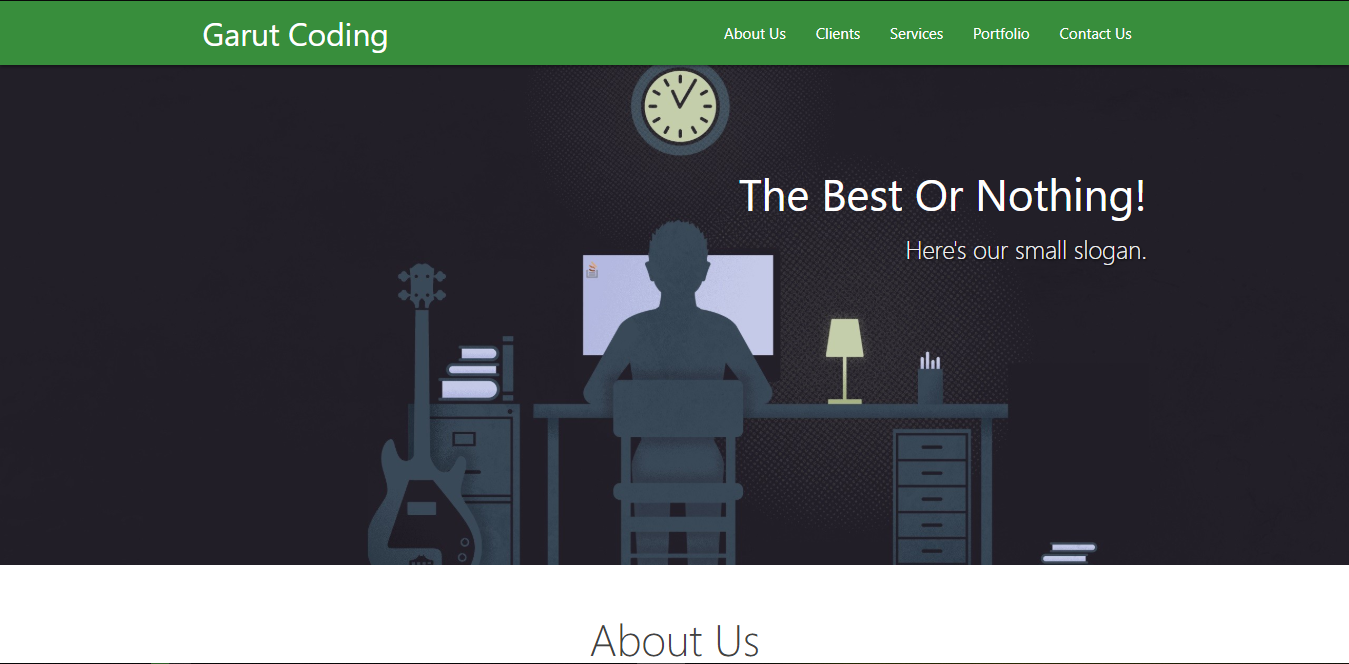 Garut Coding
About Us Clients Services Portfolio Contact Us
The Best Or Nothing!
Here's our small slogan.
About Us